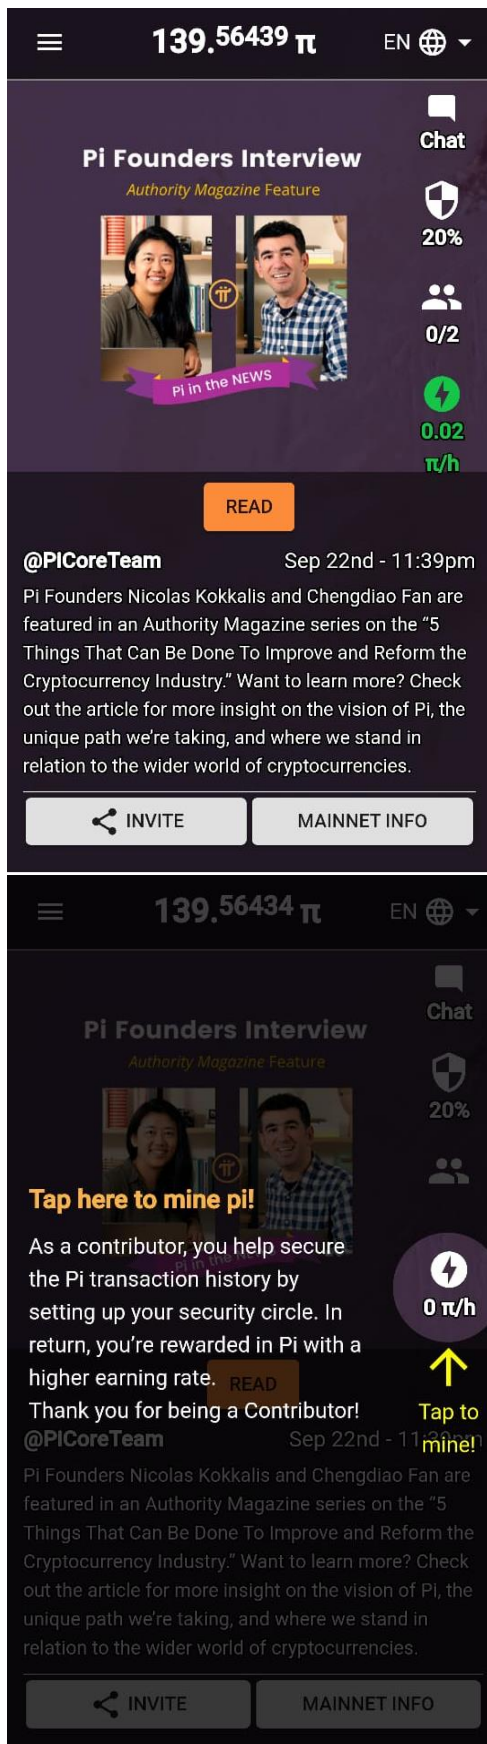 139.56439 π
EN
Pi Founders Interview
Authority Magazine Feature
Chat
20%
0/2
0.02
π/h
Pi in the NEWS
READ
@PiCoreTeam Sep 22nd - 11:39pm
Pi Founders Nicolas Kokkalis and Chengdiao Fan are
featured in an Authority Magazine series on the “5
Things That Can Be Done To Improve and Reform the
Cryptocurrency Industry.” Want to learn more? Check
out the article for more insight on the vision of Pi, the
unique path we’re taking, and where we stand in
relation to the wider world of cryptocurrencies.
INVITE MAINNET INFO
139.56434 π
EN
Pi Founders Interview
Authority Magazine Feature
Chat
20%
Tap here to mine pi!
As a contributor, you help secure
the Pi transaction history by
setting up your security circle. In
return, you’re rewarded in Pi with a
higher earning rate.
Thank you for being a Contributor!
Pi in the NEWS
0 π/h
Tap to
mine!
READ
@PiCoreTeam Sep 22nd - 11:39pm
Pi Founders Nicolas Kokkalis and Chengdiao Fan are
featured in an Authority Magazine series on the “5
Things That Can Be Done To Improve and Reform the
Cryptocurrency Industry.” Want to learn more? Check
out the article for more insight on the vision of Pi, the
unique path we’re taking, and where we stand in
relation to the wider world of cryptocurrencies.
INVITE MAINNET INFO